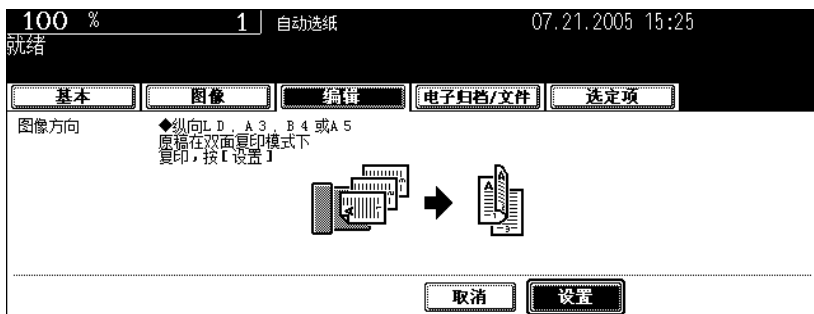 100 % 1 自动选纸 07.21.2005 15:25
就绪
基本 图像 编辑 电子归档/文件 选定项
图像方向 ◆纵向LD, A3, B4或A5
原稿在双面复印模式下
复印,按[设置]
取消 设置